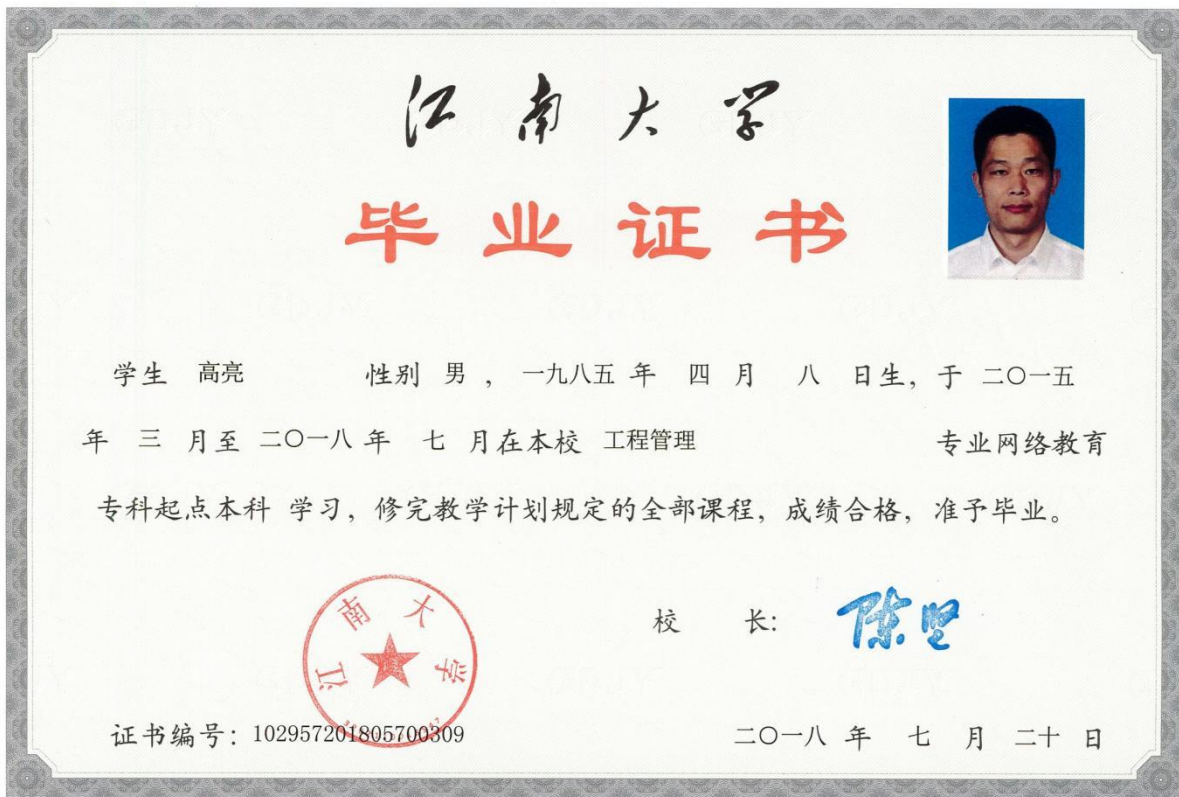 江南大学
毕业证书
学生 高亮 性别 男 ， 一九八五 年 四 月 八 日生，于 二〇一五
年 三 月至 二〇一八 年 七 月在本校 工程管理 专业网络教育
专科起点本科 学习，修完教学计划规定的全部课程，成绩合格，准予毕业。
江南大学
校 长：
陈坚
证书编号：102957201805700309
二〇一八 年 七 月 二十 日